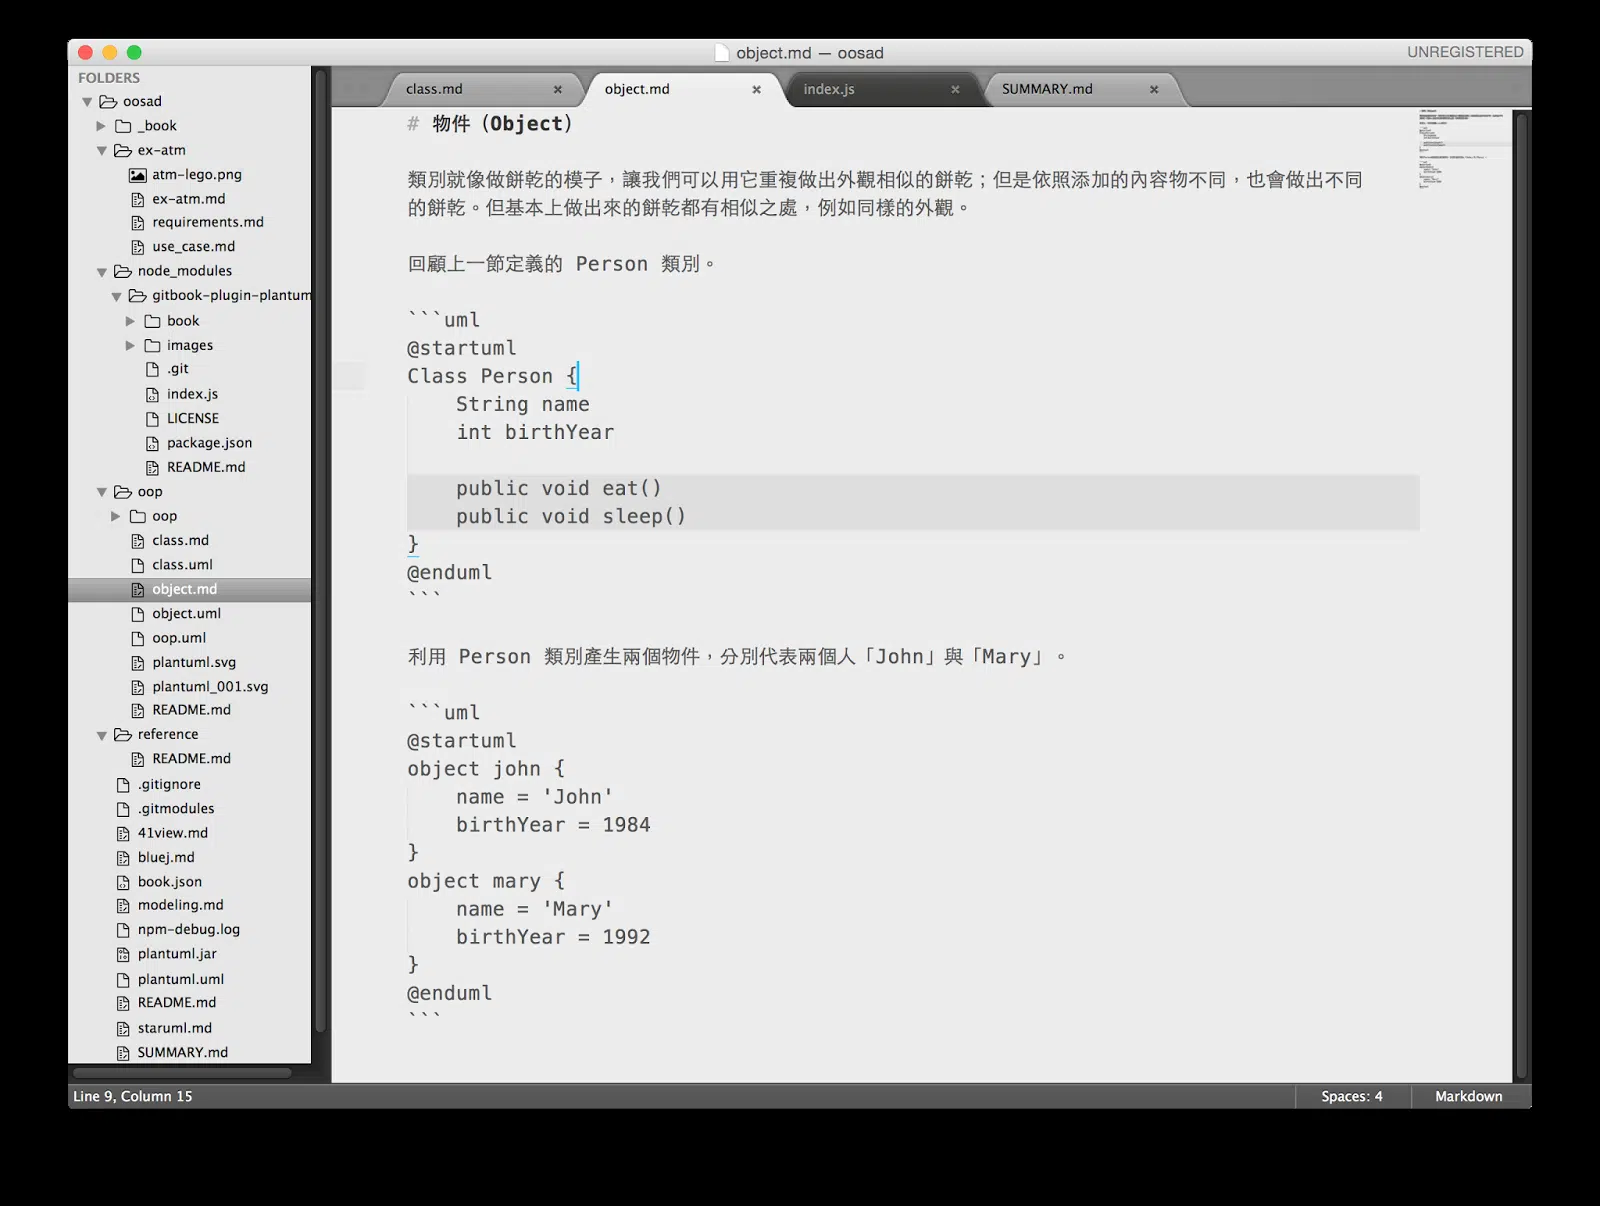 object.md — oosad
UNREGISTERED
FOLDERS
oosad
_book
ex-atm
atm-lego.png
ex-atm.md
requirements.md
use_case.md
node_modules
gitbook-plugin-plantum
book
images
.git
index.js
LICENSE
package.json
README.md
oop
oop
class.md
class.uml
object.md
object.uml
oop.uml
plantuml.svg
plantuml_001.svg
README.md
reference
README.md
.gitignore
.gitmodules
41view.md
bluej.md
book.json
modeling.md
npm-debug.log
plantuml.jar
plantuml.uml
README.md
staruml.md
SUMMARY.md
class.md
object.md
index.js
SUMMARY.md
# 物件（Object）
類別就像做餅乾的模子，讓我們可以用它重複做出外觀相似的餅乾；但是依照添加的內容物不同，也會做出不同
的餅乾。但基本上做出來的餅乾都有相似之處，例如同樣的外觀。
回顧上一節定義的 Person 類別。
```uml
@startuml
Class Person {
    String name
    int birthYear
    public void eat()
    public void sleep()
}
@enduml
```
利用 Person 類別產生兩個物件，分別代表兩個人「John」與「Mary」。
```uml
@startuml
object john {
    name = 'John'
    birthYear = 1984
}
object mary {
    name = 'Mary'
    birthYear = 1992
}
@enduml
```
Line 9, Column 15
Spaces: 4
Markdown